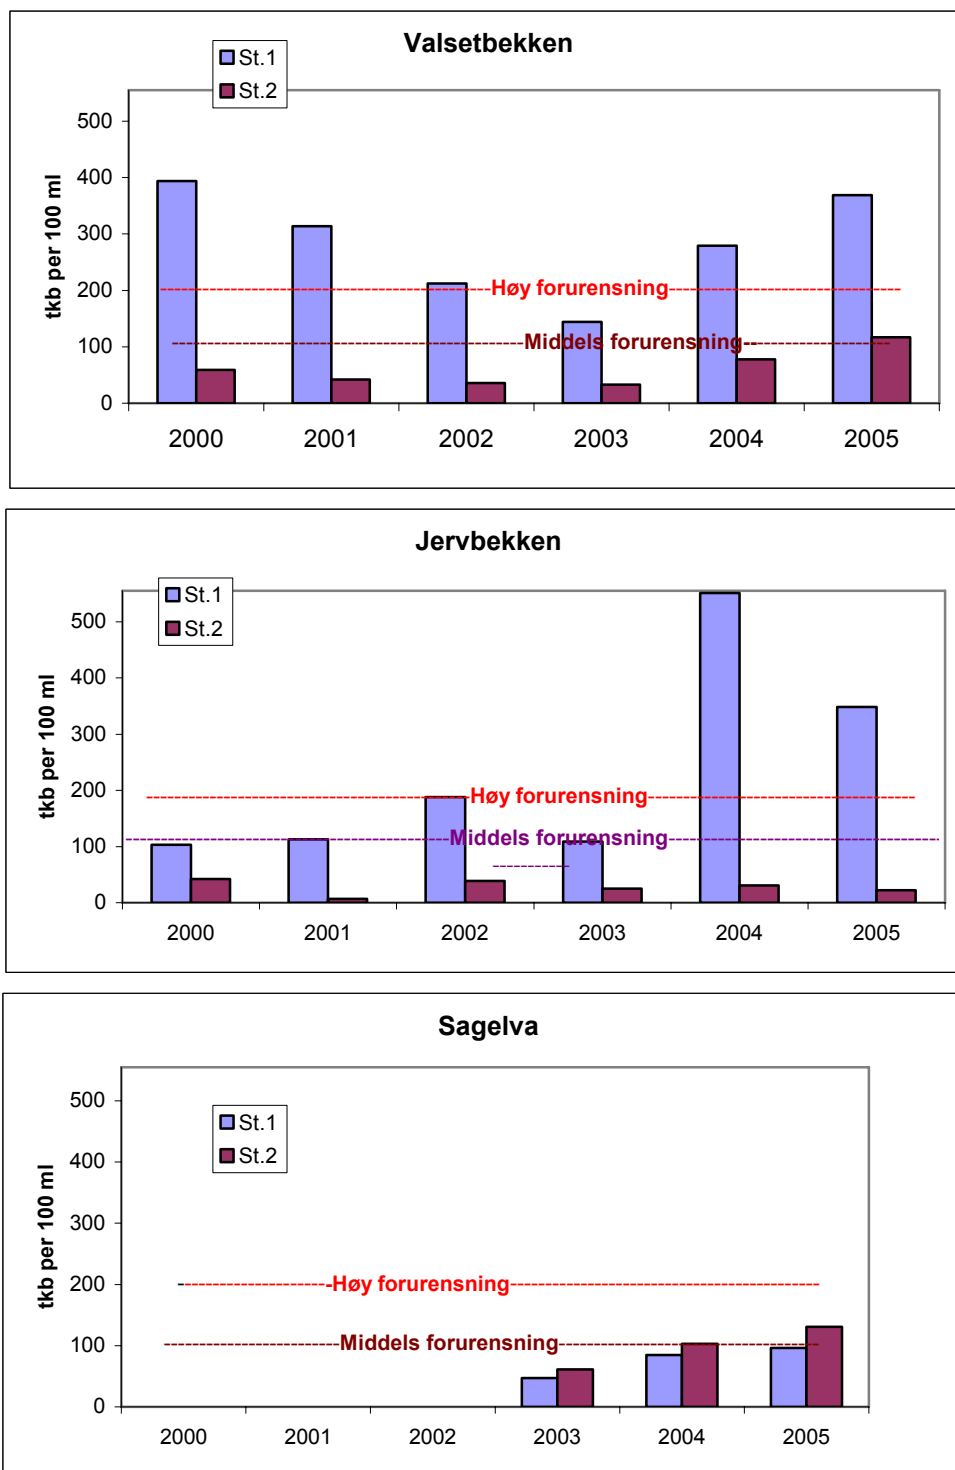 Valsetbekken
St.1
St.2
tkb per 100 ml
500
400
300
200
100
0
Høy forurensning
Middels forurensning
2000 2001 2002 2003 2004 2005
Jervbekken
St.1
St.2
tkb per 100 ml
500
400
300
200
100
0
Høy forurensning
Middels forurensning
2000 2001 2002 2003 2004 2005
Sagelva
St.1
St.2
tkb per 100 ml
500
400
300
200
100
0
Høy forurensning
Middels forurensning
2000 2001 2002 2003 2004 2005